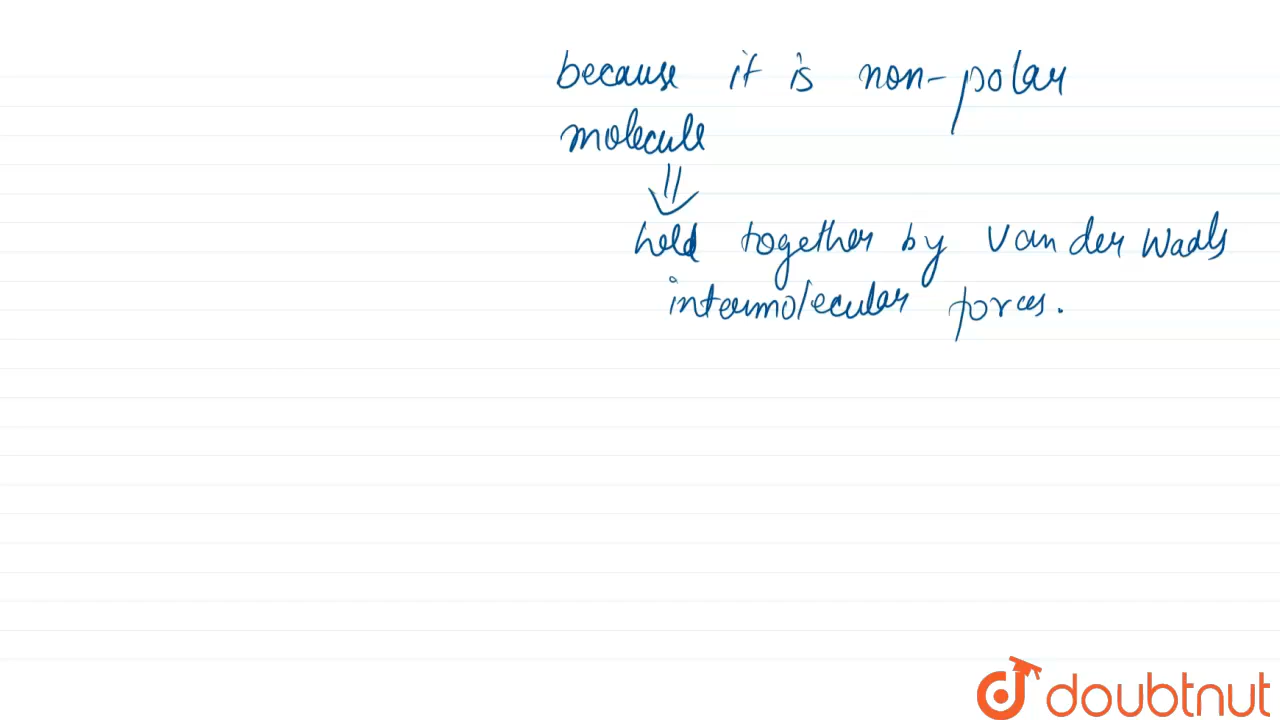 because it is non-polar
molecule
⇓
held together by Van der Waals
intermolecular forces.
doubtnut